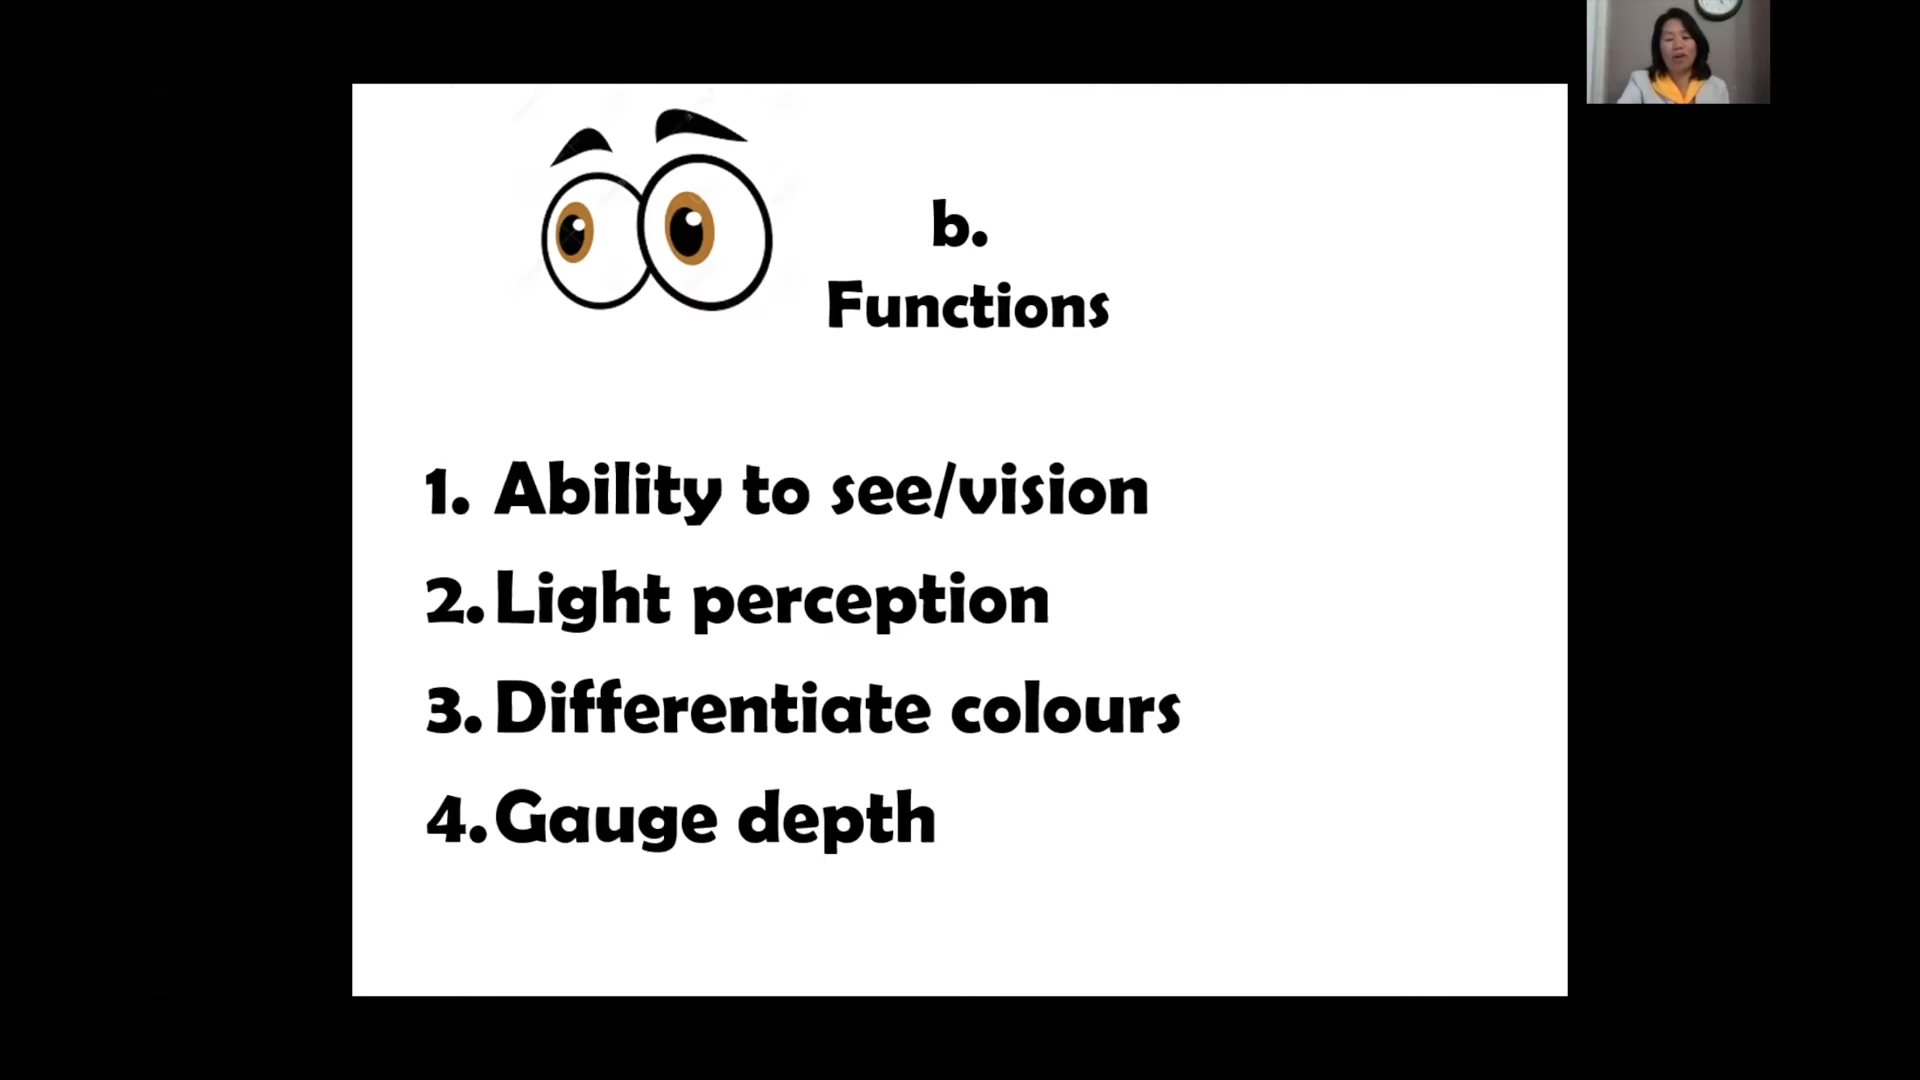 b.
Functions
1. Ability to see/vision
2. Light perception
3. Differentiate colours
4. Gauge depth